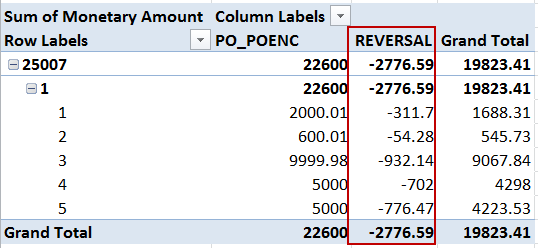 Sum of Monetary Amount Column Labels
Row Labels PO_POENC REVERSAL Grand Total
25007 22600 -2776.59 19823.41
1 22600 -2776.59 19823.41
1 2000.01 -311.7 1688.31
2 600.01 -54.28 545.73
3 9999.98 -932.14 9067.84
4 5000 -702 4298
5 5000 -776.47 4223.53
Grand Total 22600 -2776.59 19823.41